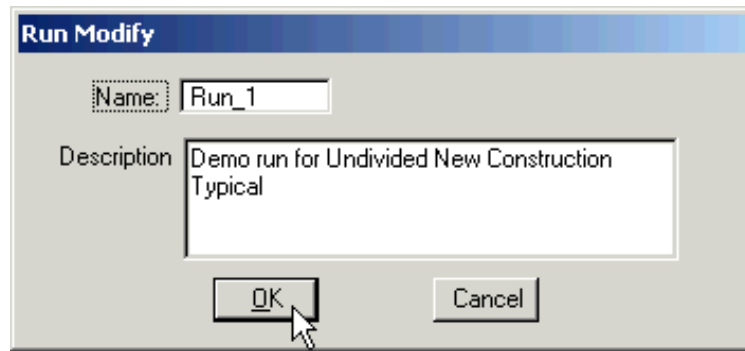 Run Modify
Name: Run_1
Description Demo run for Undivided New Construction
Typical
OK Cancel